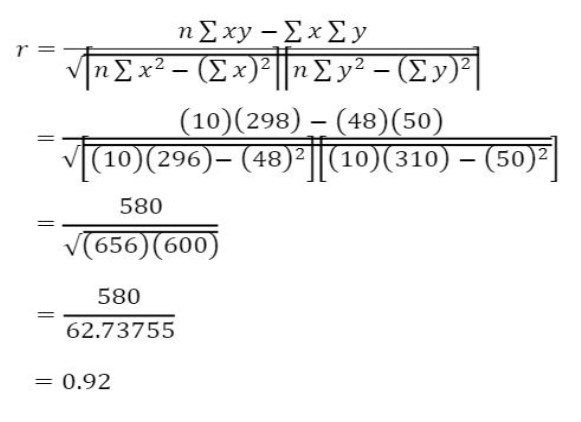 r = n ∑ xy − ∑ x ∑ y / √[n ∑ x² − (∑ x)²][n ∑ y² − (∑ y)²]
= (10)(298) − (48)(50) / √[(10)(296)− (48)²][(10)(310) − (50)²]
= 580 / √(656)(600)
= 580 / 62.73755
= 0.92